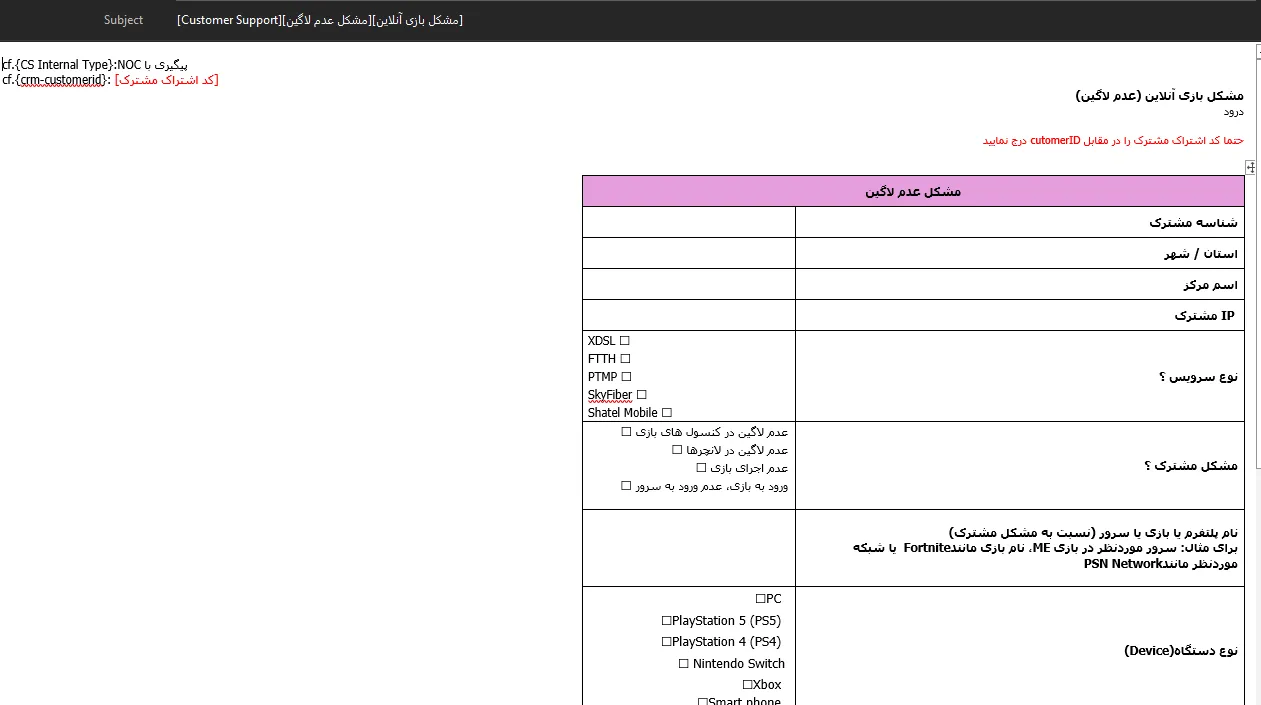 Subject
[Customer Support][مشکل عدم لاگین][مشکل بازی آنلاین]
cf.{CS Internal Type}:NOC پیگیری با
cf.{crm-customerid}: [کد اشتراک مشترک]
مشکل بازی آنلاین (عدم لاگین)
درود
حتما کد اشتراک مشترک را در مقابل cutomerID درج نمایید
مشکل عدم لاگین
شناسه مشترک
استان / شهر
اسم مرکز
IP مشترک
نوع سرویس ؟
XDSL ☐
FTTH ☐
PTMP ☐
SkyFiber ☐
Shatel Mobile ☐
مشکل مشترک ؟
عدم لاگین در کنسول های بازی ☐
عدم لاگین در لانچرها ☐
عدم اجرای بازی ☐
ورود به بازی، عدم ورود به سرور ☐
نام پلتفرم یا بازی یا سرور (نسبت به مشکل مشترک)
برای مثال: سرور موردنظر در بازی ME، نام بازی مانندFortnite یا شبکه
موردنظر مانندPSN Network
نوع دستگاه(Device)
☐PC
☐PlayStation 5 (PS5)
☐PlayStation 4 (PS4)
☐ Nintendo Switch
☐Xbox
☐Smart phone